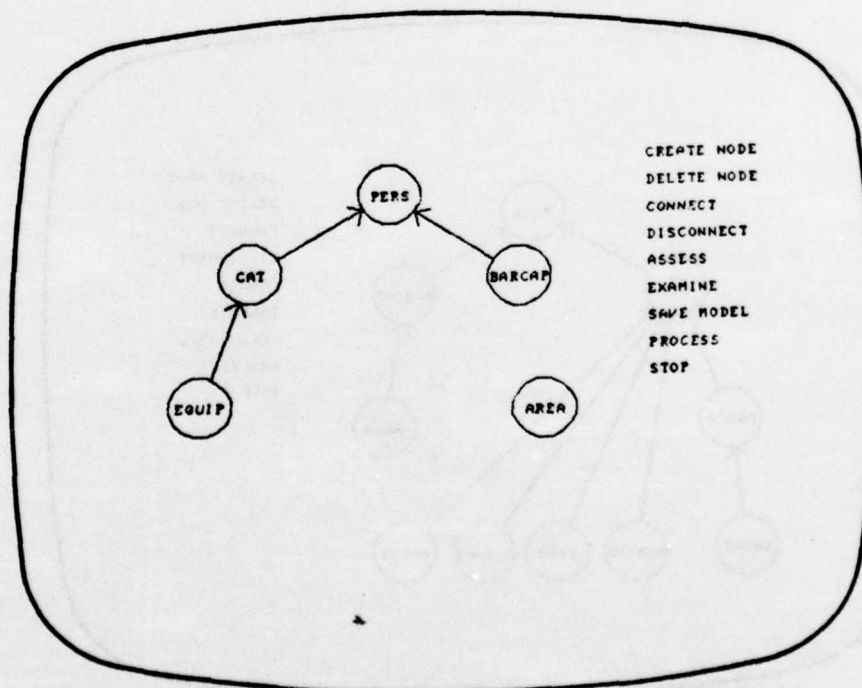 CREATE NODE
DELETE NODE
CONNECT
DISCONNECT
ASSESS
EXAMINE
SAVE MODEL
PROCESS
STOP
PERS
CAT
BARCAP
EQUIP
AREA